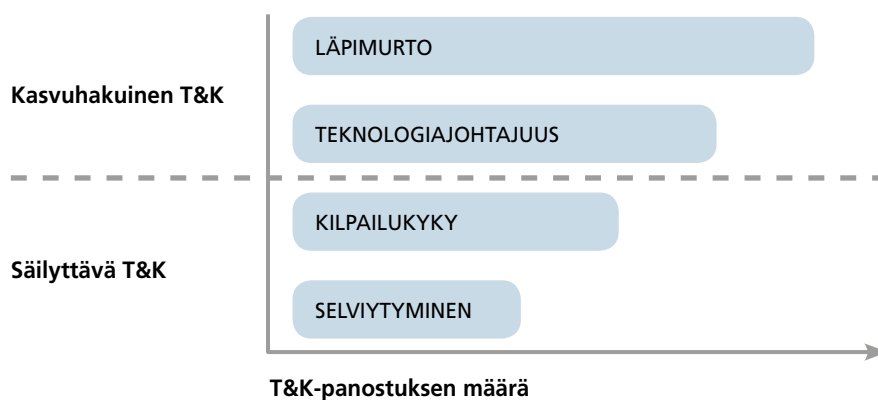 LÄPIMURTO
Kasvuhakuinen T&K
TEKNOLOGIAJOHTAJUUS
KILPAILUKYKY
Säilyttävä T&K
SELVIYTYMINEN
T&K-panostuksen määrä